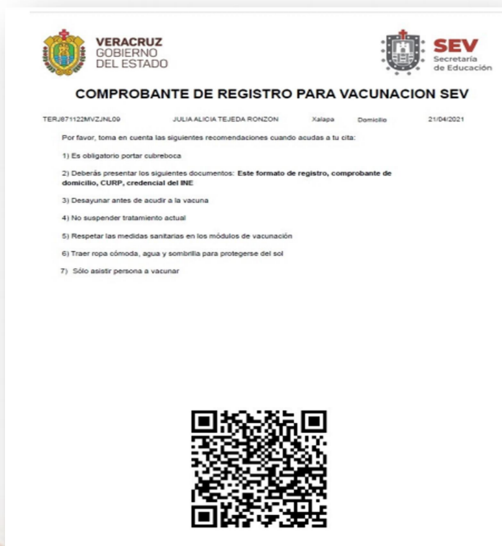 VERACRUZ
GOBIERNO
DEL ESTADO
SEV
Secretaría
de Educación
COMPROBANTE DE REGISTRO PARA VACUNACION SEV
TERJ871122MVZJNL09 JULIA ALICIA TEJEDA RONZON Xalapa Domicilio 21/04/2021
Por favor, toma en cuenta las siguientes recomendaciones cuando acudas a tu cita:
1) Es obligatorio portar cubreboca
2) Deberás presentar los siguientes documentos: Este formato de registro, comprobante de
domicilio, CURP, credencial del INE
3) Desayunar antes de acudir a la vacuna
4) No suspender tratamiento actual
5) Respetar las medidas sanitarias en los módulos de vacunación
6) Traer ropa cómoda, agua y sombrilla para protegerse del sol
7) Sólo asistir persona a vacunar